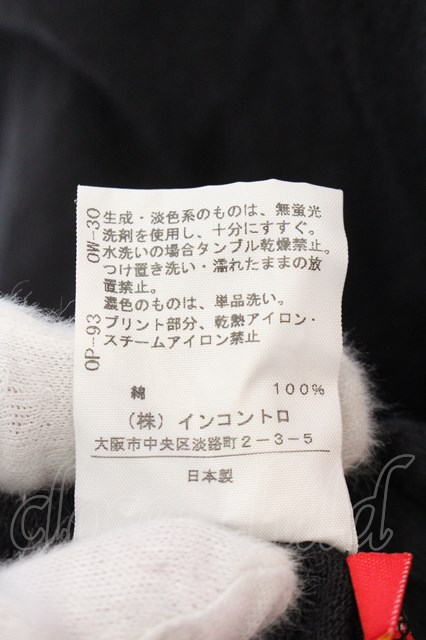 OW-30
生成・淡色系のものは、無蛍光
洗剤を使用し、十分にすすぐ。
水洗いの場合タンブル乾燥禁止。
つけ置き洗い・濡れたままの放
置禁止。
濃色のものは、単品洗い。
OP-93
プリント部分、乾熱アイロン・
スチームアイロン禁止
綿 100%
（株）インコントロ
大阪市中央区淡路町2-3-5
日本製